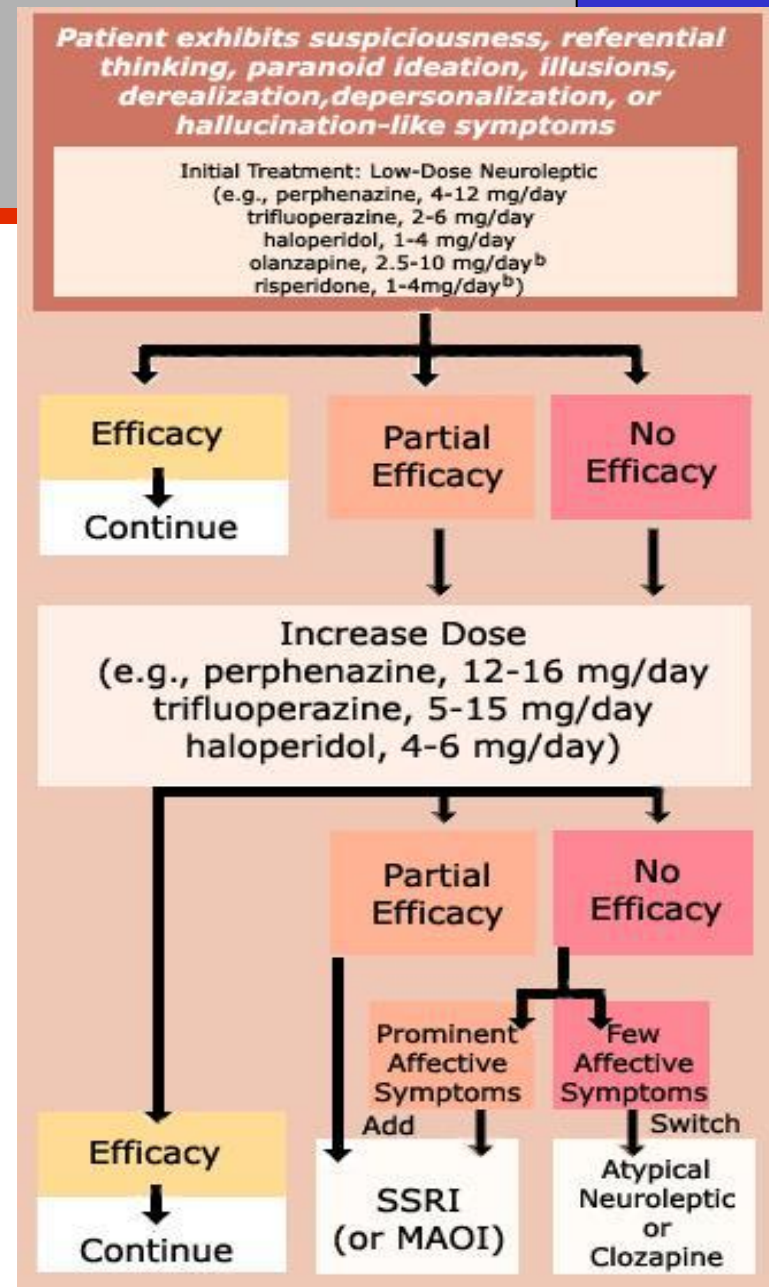 Patient exhibits suspiciousness, referential
thinking, paranoid ideation, illusions,
derealization,depersonalization, or
hallucination-like symptoms
Initial Treatment: Low-Dose Neuroleptic
(e.g., perphenazine, 4-12 mg/day
trifluoperazine, 2-6 mg/day
haloperidol, 1-4 mg/day
olanzapine, 2.5-10 mg/dayᵇ
risperidone, 1-4mg/dayᵇ)
Efficacy
Continue
Partial
Efficacy
No
Efficacy
Increase Dose
(e.g., perphenazine, 12-16 mg/day
trifluoperazine, 5-15 mg/day
haloperidol, 4-6 mg/day)
Partial
Efficacy
No
Efficacy
Prominent
Affective
Symptoms
Few
Affective
Symptoms
Add
Switch
Efficacy
Continue
SSRI
(or MAOI)
Atypical
Neuroleptic
or
Clozapine